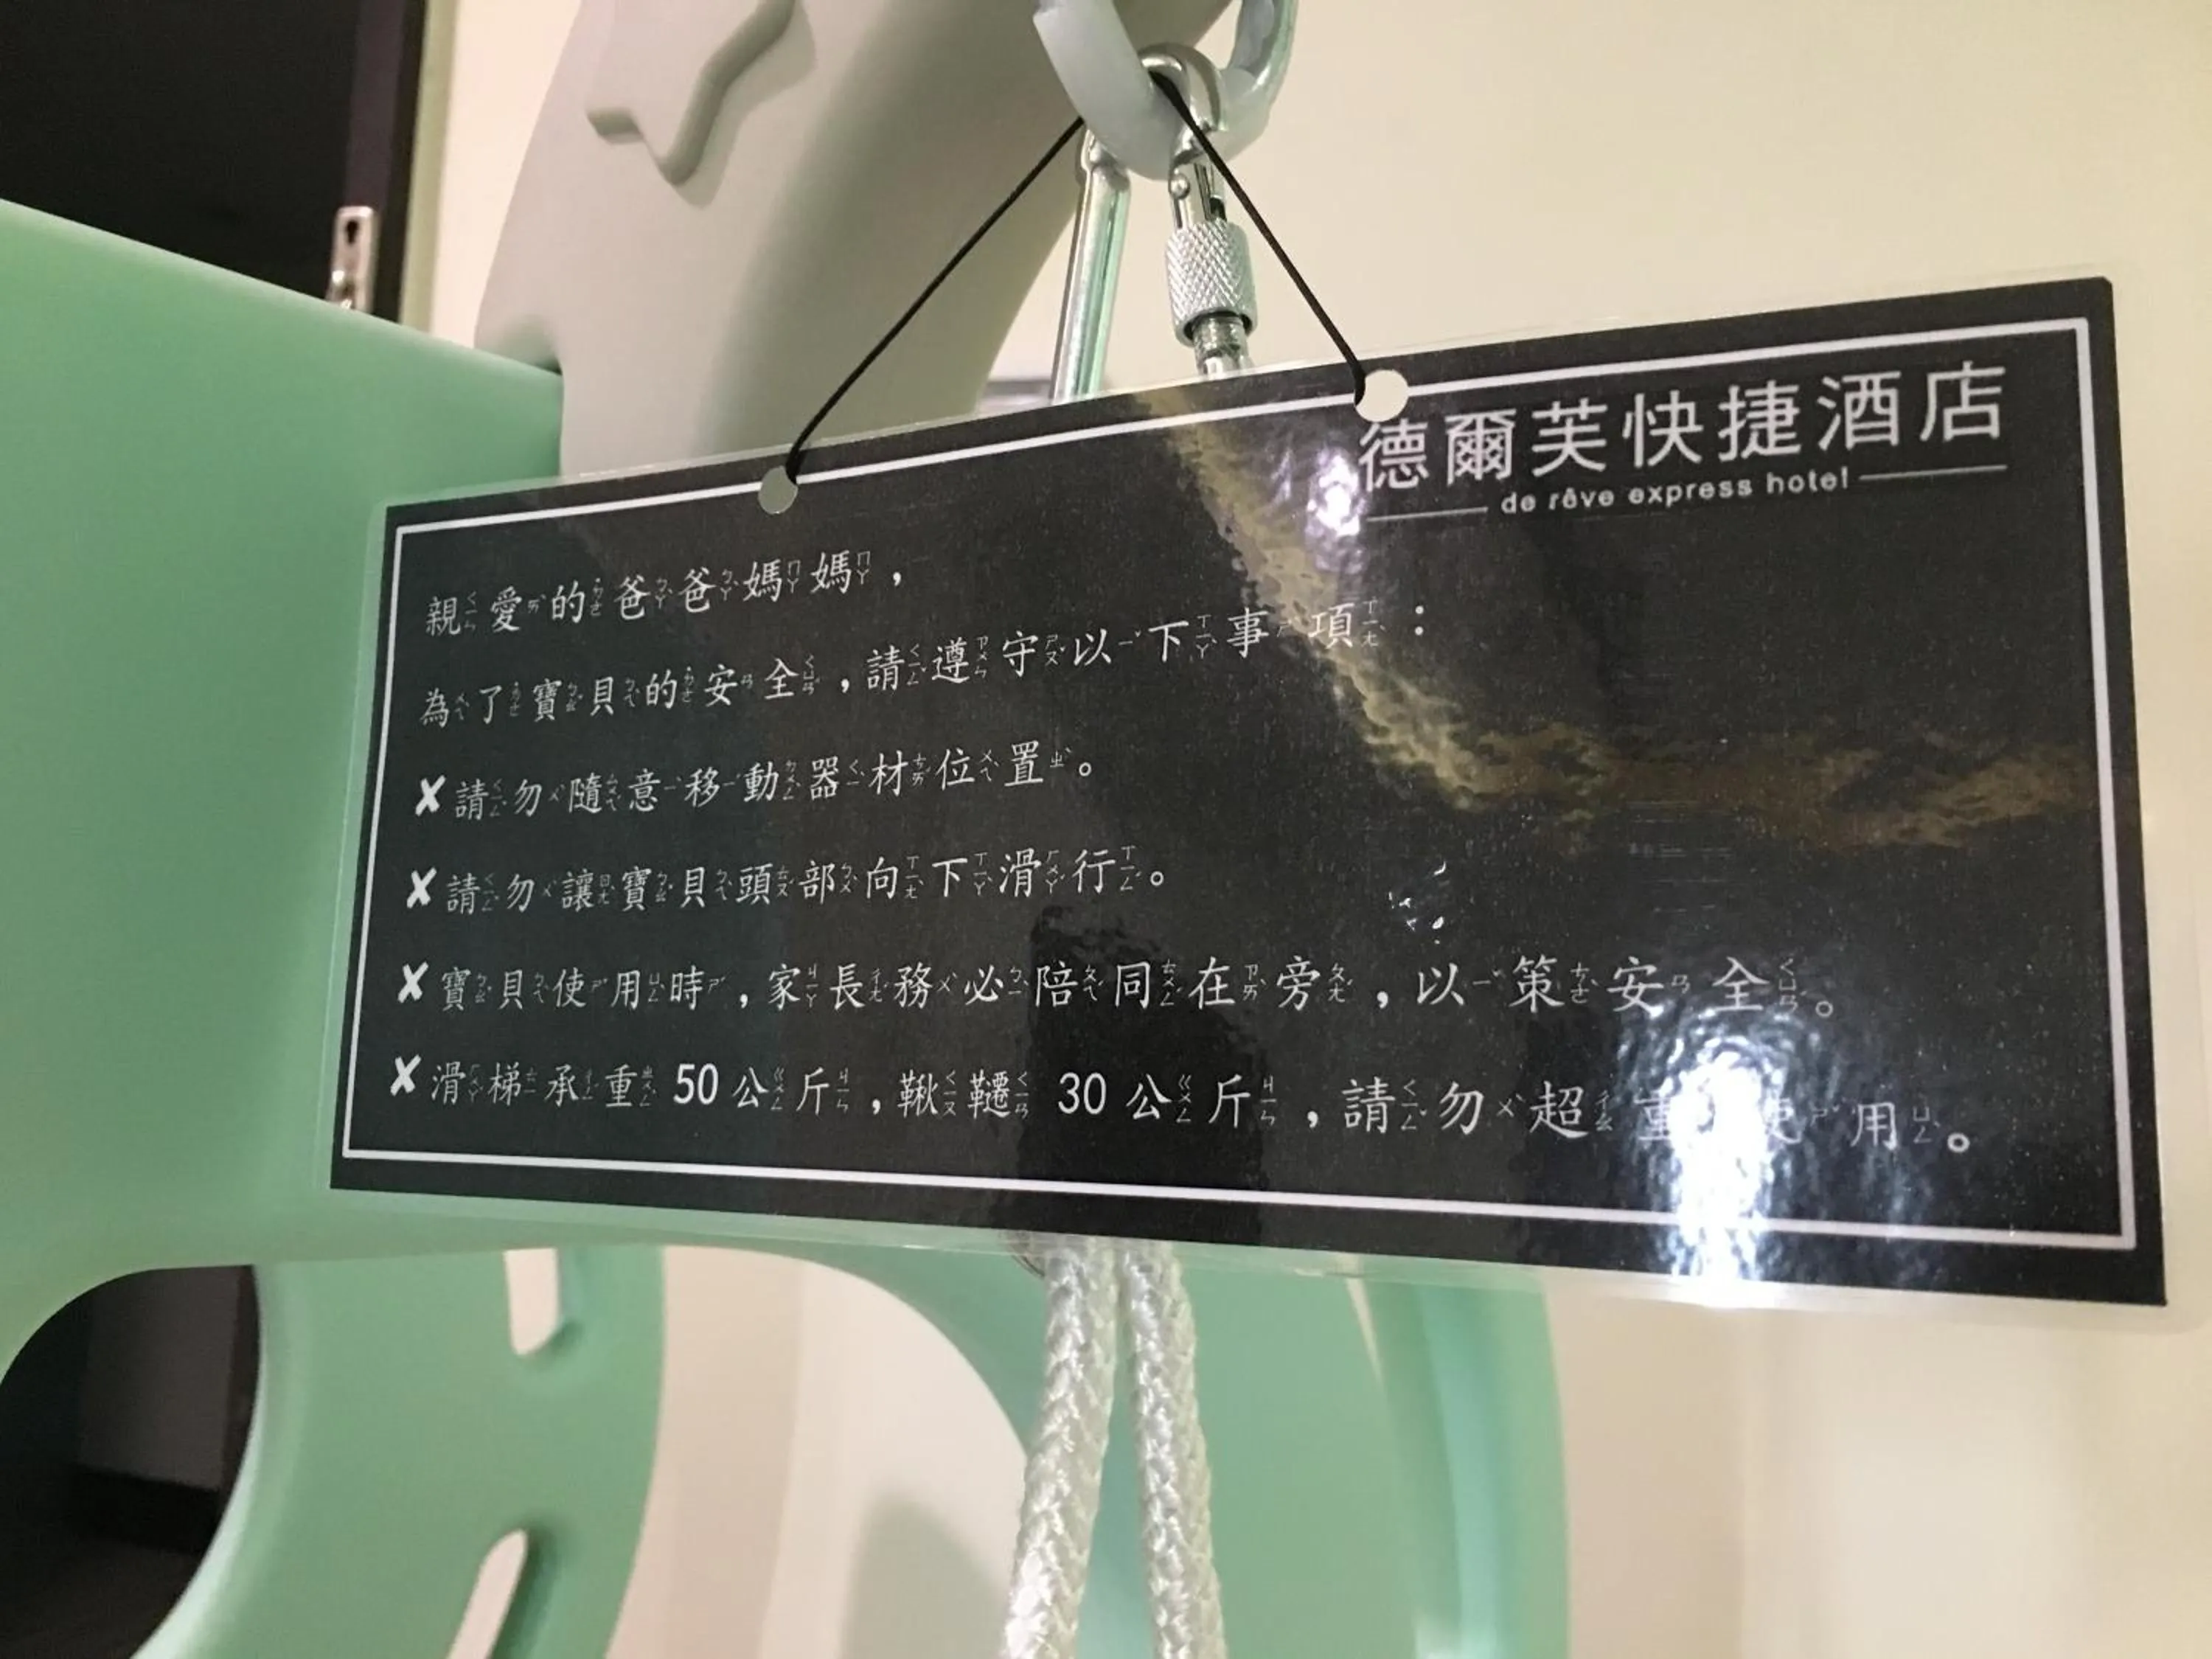 德爾芙快捷酒店
de rêve express hotel
親愛的爸爸媽媽，
為了寶貝的安全，請遵守以下事項：
✘請勿隨意移動器材位置。
✘請勿讓寶貝頭部向下滑行。
✘寶貝使用時，家長務必陪同在旁，以策安全。
✘滑梯承重 50 公斤，鞦韆 30 公斤，請勿超重使用。